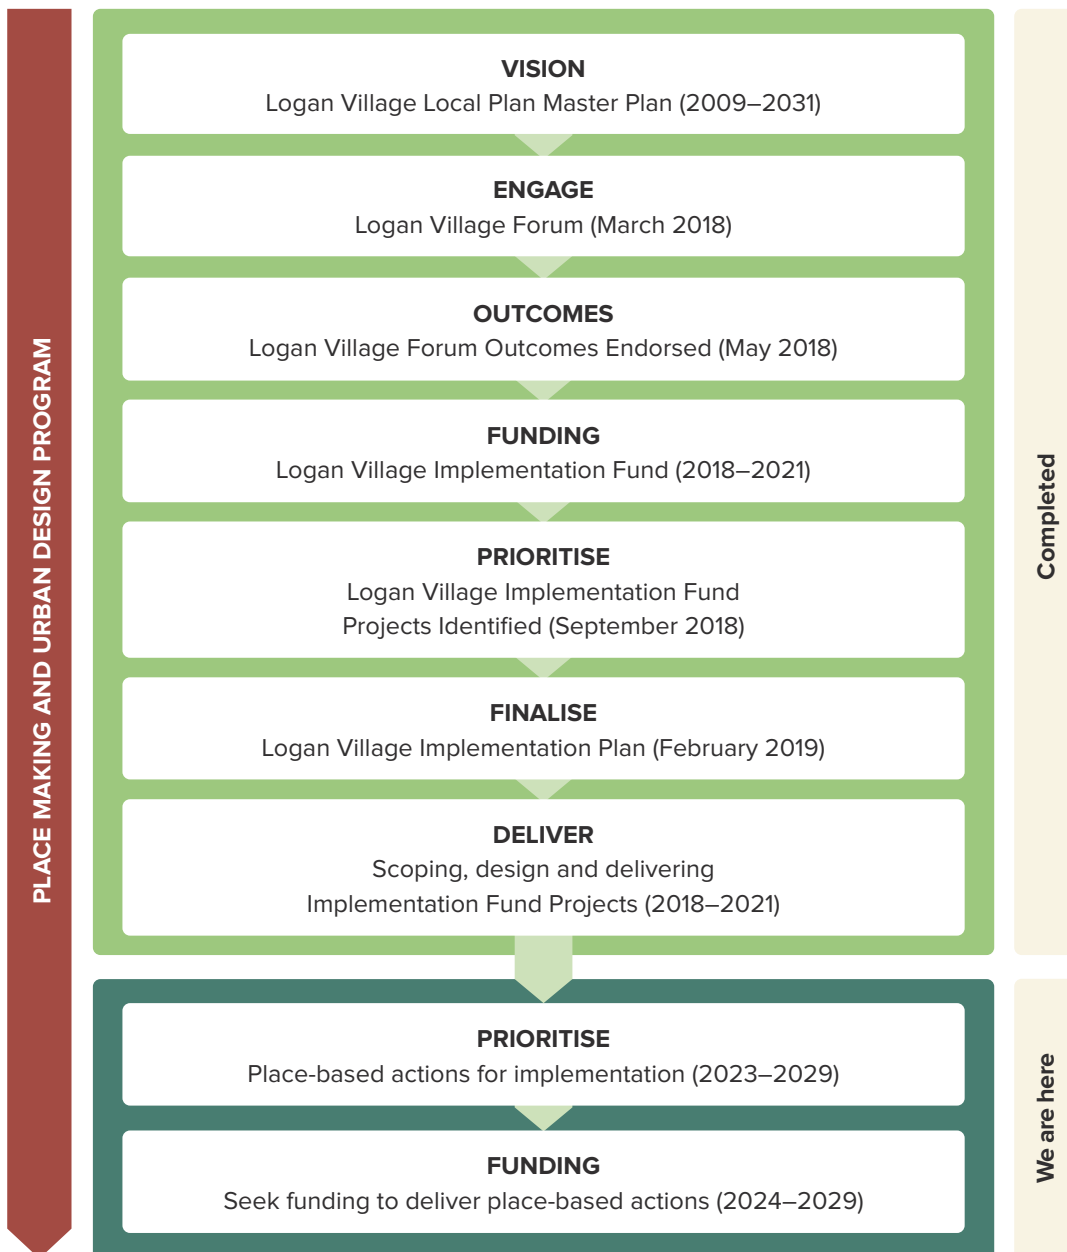 PLACE MAKING AND URBAN DESIGN PROGRAM
VISION
Logan Village Local Plan Master Plan (2009–2031)
ENGAGE
Logan Village Forum (March 2018)
OUTCOMES
Logan Village Forum Outcomes Endorsed (May 2018)
FUNDING
Logan Village Implementation Fund (2018–2021)
PRIORITISE
Logan Village Implementation Fund
Projects Identified (September 2018)
FINALISE
Logan Village Implementation Plan (February 2019)
DELIVER
Scoping, design and delivering
Implementation Fund Projects (2018–2021)
Completed
PRIORITISE
Place-based actions for implementation (2023–2029)
FUNDING
Seek funding to deliver place-based actions (2024–2029)
We are here